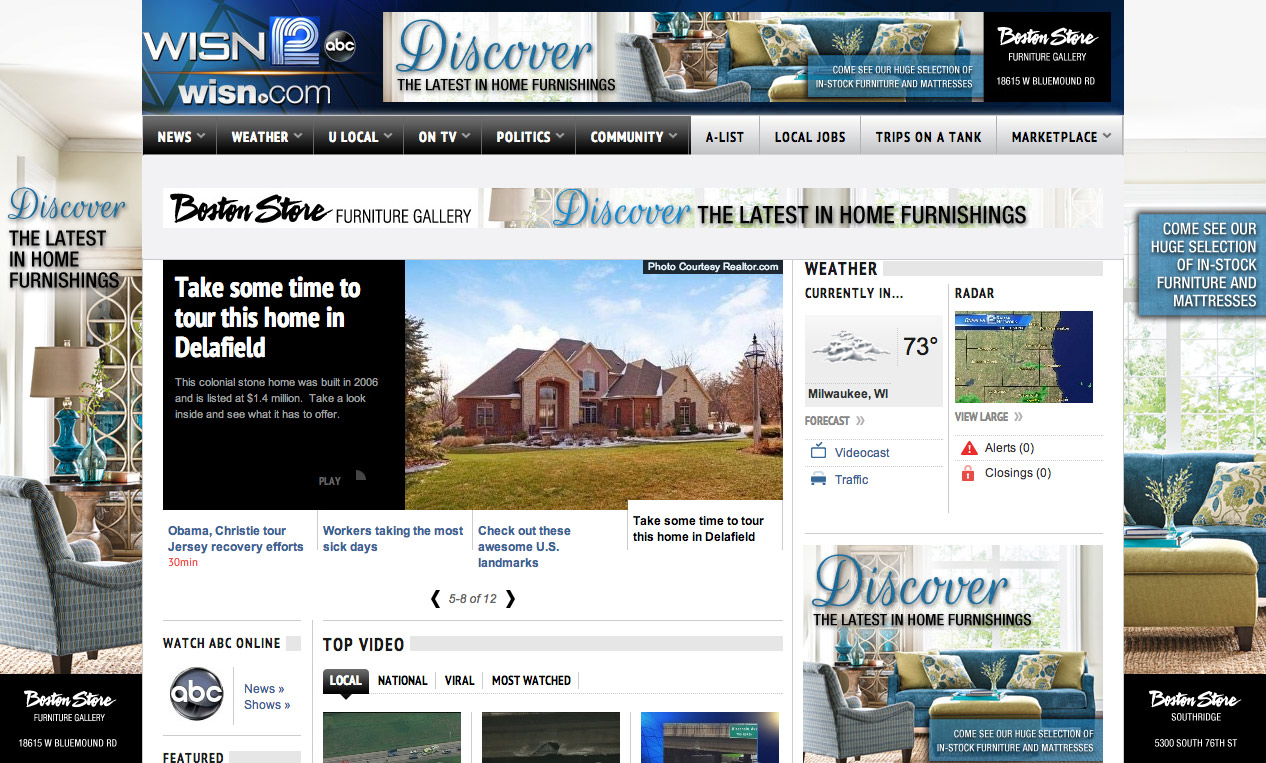 WISN 12 abc
wisn.com
Discover
THE LATEST IN HOME FURNISHINGS
COME SEE OUR HUGE SELECTION OF
IN-STOCK FURNITURE AND MATTRESSES
Boston Store
FURNITURE GALLERY
18615 W BLUEMOUND RD
NEWS WEATHER U LOCAL ON TV POLITICS COMMUNITY A-LIST LOCAL JOBS TRIPS ON A TANK MARKETPLACE
Boston Store FURNITURE GALLERY
Discover THE LATEST IN HOME FURNISHINGS
Discover
THE LATEST
IN HOME
FURNISHINGS
Boston Store
FURNITURE GALLERY
18615 W BLUEMOUND RD
Take some time to
tour this home in
Delafield
This colonial stone home was built in 2006
and is listed at $1.4 million. Take a look
inside and see what it has to offer.
PLAY
Photo Courtesy Realtor.com
Obama, Christie tour
Jersey recovery efforts
30min
Workers taking the most
sick days
Check out these
awesome U.S.
landmarks
Take some time to tour
this home in Delafield
❮ 5-8 of 12 ❯
WATCH ABC ONLINE
abc
News »
Shows »
FEATURED
TOP VIDEO
LOCAL NATIONAL VIRAL MOST WATCHED
WEATHER
CURRENTLY IN...
73°
Milwaukee, WI
FORECAST »
Videocast
Traffic
RADAR
VIEW LARGE »
Alerts (0)
Closings (0)
Discover
THE LATEST IN HOME FURNISHINGS
COME SEE OUR HUGE SELECTION OF
IN-STOCK FURNITURE AND MATTRESSES
COME SEE OUR
HUGE SELECTION
OF IN-STOCK
FURNITURE AND
MATTRESSES
Boston Store
SOUTHRIDGE
5300 SOUTH 76TH ST